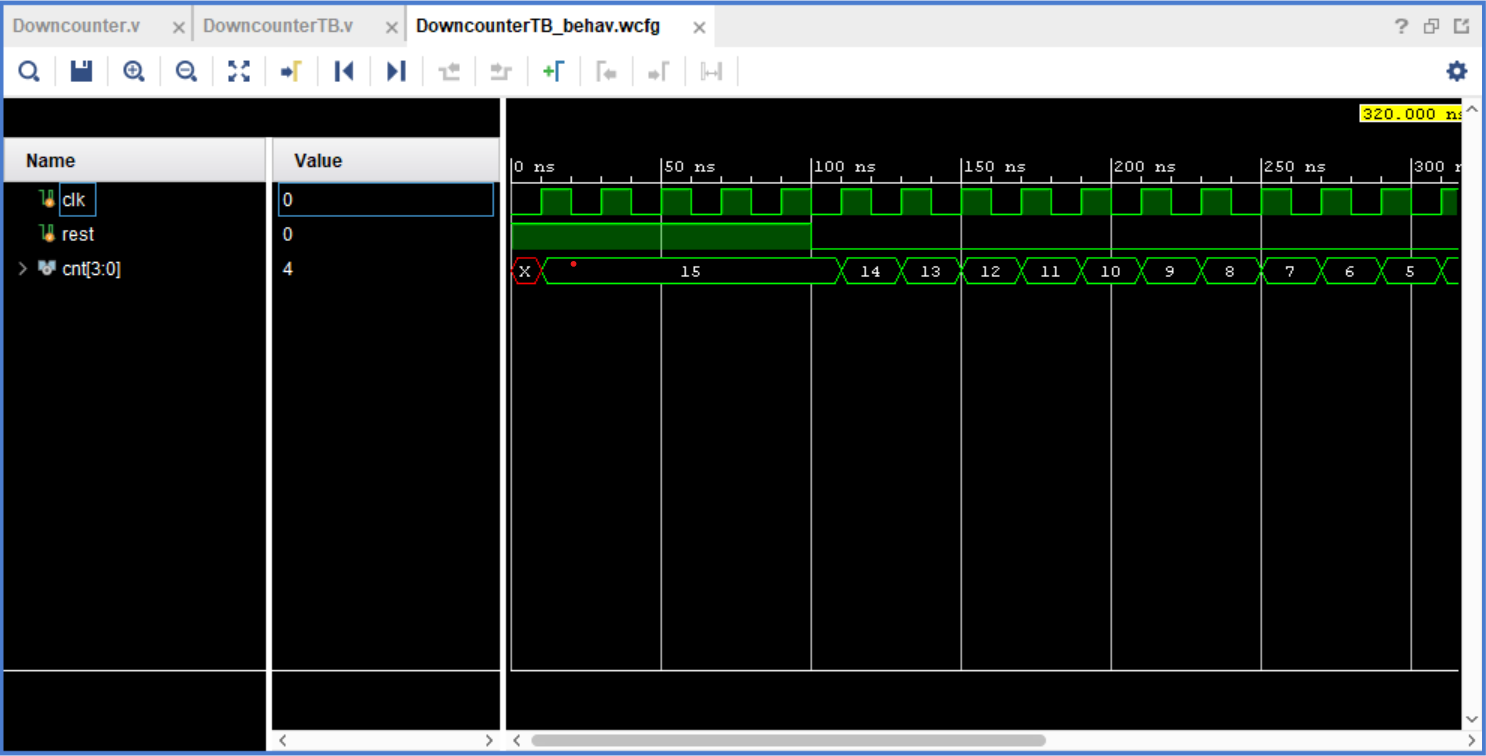 Downcounter.v × DowncounterTB.v × DowncounterTB_behav.wcfg × ?
320.000 ns
Name Value 0 ns 50 ns 100 ns 150 ns 200 ns 250 ns 300
clk 0
rest 0
> cnt[3:0] 4 X 15 14 13 12 11 10 9 8 7 6 5